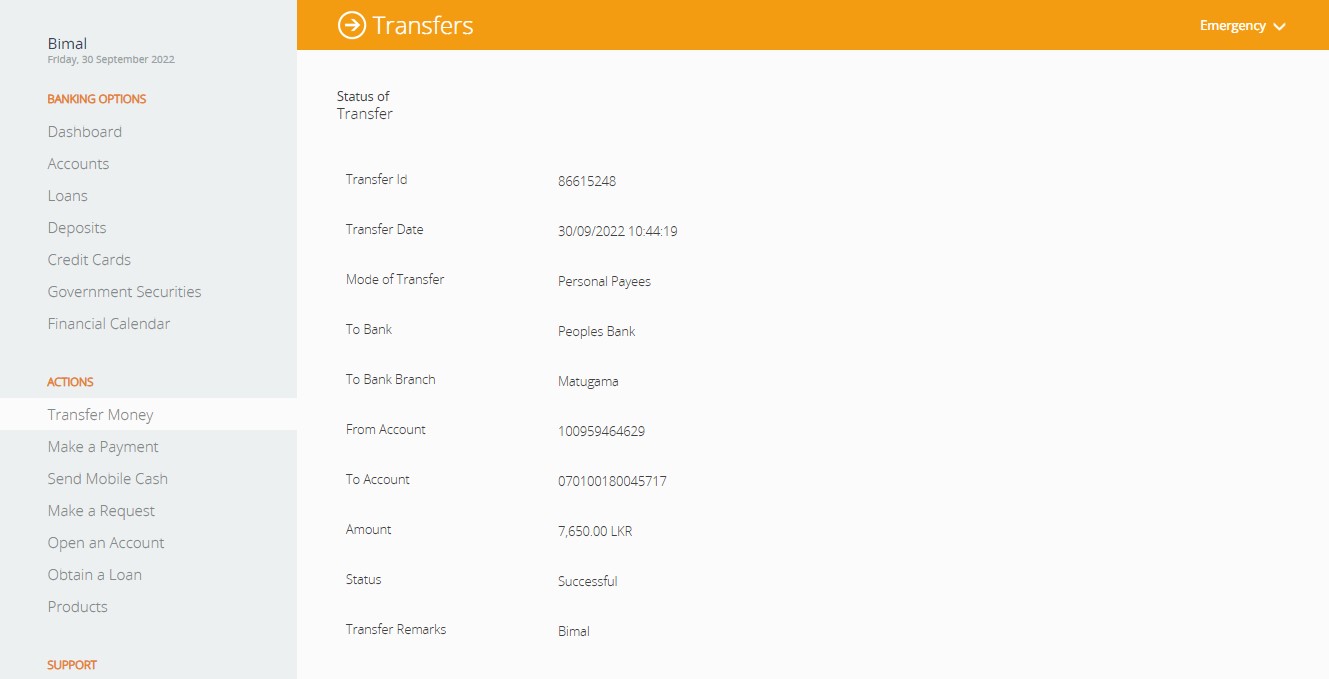 Bimal
Friday, 30 September 2022
BANKING OPTIONS
Dashboard
Accounts
Loans
Deposits
Credit Cards
Government Securities
Financial Calendar
ACTIONS
Transfer Money
Make a Payment
Send Mobile Cash
Make a Request
Open an Account
Obtain a Loan
Products
SUPPORT
Transfers
Emergency
Status of
Transfer
Transfer Id 86615248
Transfer Date 30/09/2022 10:44:19
Mode of Transfer Personal Payees
To Bank Peoples Bank
To Bank Branch Matugama
From Account 100959464629
To Account 070100180045717
Amount 7,650.00 LKR
Status Successful
Transfer Remarks Bimal